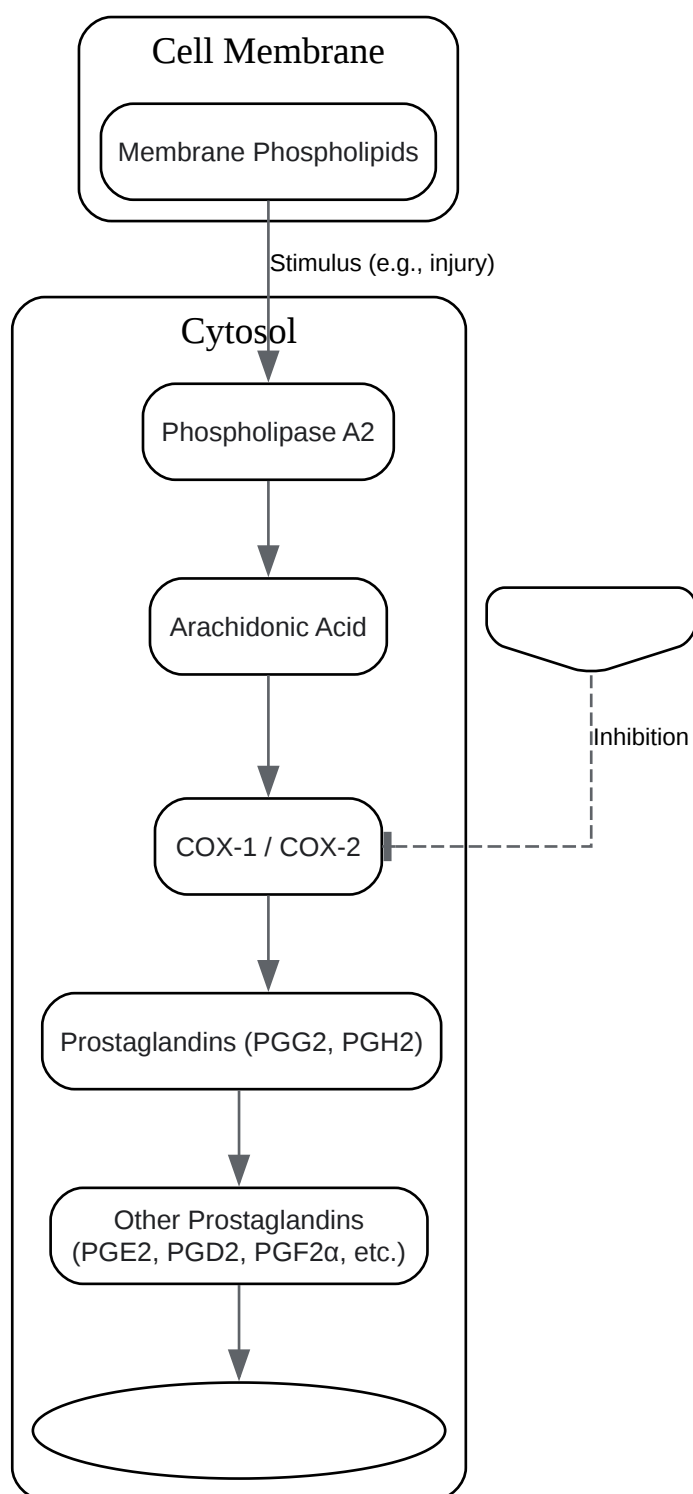 Cell Membrane
Membrane Phospholipids
Stimulus (e.g., injury)
Cytosol
Phospholipase A2
Arachidonic Acid
Inhibition
COX-1 / COX-2
Prostaglandins (PGG2, PGH2)
Other Prostaglandins
(PGE2, PGD2, PGF2α, etc.)